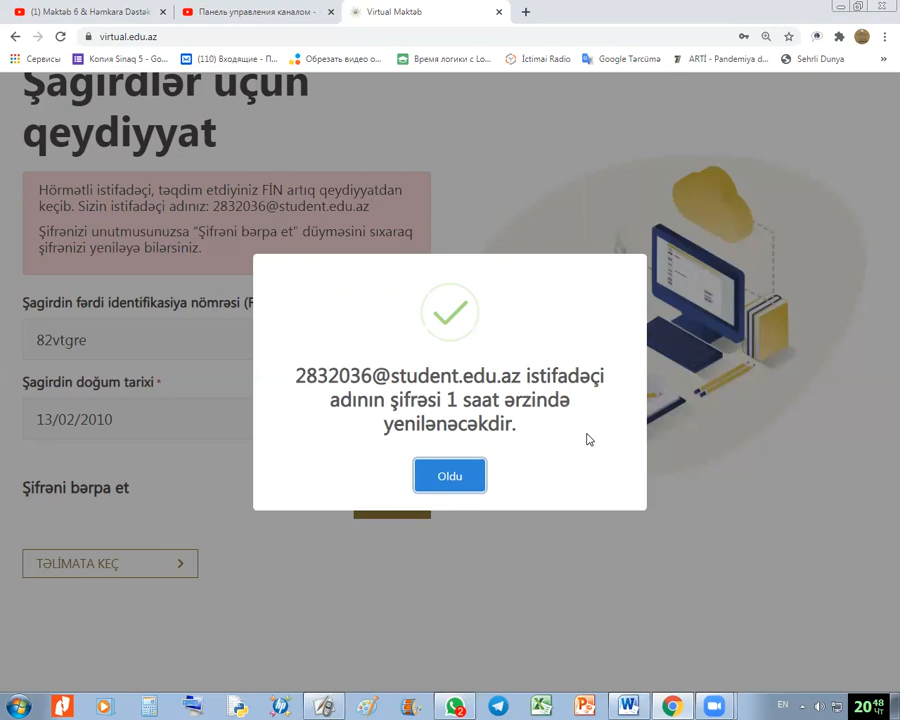 (1) Məktəb 6 & Həmkara Dəstək
Панель управления каналом -
Virtual Məktəb
virtual.edu.az
Сервисы
Копия Sinaq 5 - Go...
(110) Входящие - П...
Обрезать видео о...
Время логики с Lo...
İctimai Radio
Google Tərcümə
ARTİ - Pandemiya d...
Sehrli Dunya
»
Şagirdlər üçün
qeydiyyat
Hörmətli istifadəçi, təqdim etdiyiniz FİN artıq qeydiyyatdan
keçib. Sizin istifadəçi adınız: 2832036@student.edu.az
Şifrənizi unutmusunuzsa “Şifrəni bərpa et” düyməsini sıxaraq
şifrənizi yeniləyə bilərsiniz.
Şagirdin fərdi identifikasiya nömrəsi (F
82vtgre
Şagirdin doğum tarixi *
13/02/2010
2832036@student.edu.az istifadəçi
adının şifrəsi 1 saat ərzində
yenilənəcəkdir.
Oldu
Şifrəni bərpa et
TƏLİMATA KEÇ
EN
20 48
ЧТ
2